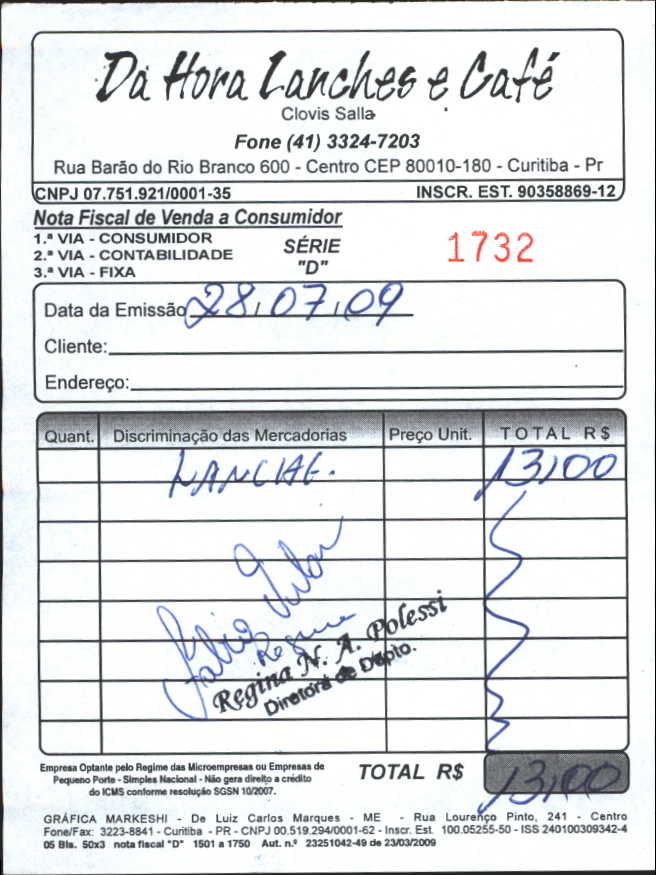 Da Hora Lanches e Café
Clovis Salla
Fone (41) 3324-7203
Rua Barão do Rio Branco 600 - Centro CEP 80010-180 - Curitiba - Pr
CNPJ 07.751.921/0001-35 INSCR. EST. 90358869-12
Nota Fiscal de Venda a Consumidor
1.ª VIA - CONSUMIDOR
2.ª VIA - CONTABILIDADE
3.ª VIA - FIXA
SÉRIE
"D"
1732
Data da Emissão 28/07/09
Cliente:
Endereço:
Quant. Discriminação das Mercadorias Preço Unit. TOTAL R$
LANCHE. 13,00
Regina
Regina N. A. Polessi
Diretora de Depto.
Empresa Optante pelo Regime das Microempresas ou Empresas de
Pequeno Porte - Simples Nacional - Não gera direito a crédito
do ICMS conforme resolução SGSN 10/2007.
TOTAL R$ 13,00
GRÁFICA MARKESHI - De Luiz Carlos Marques - ME - Rua Lourenço Pinto, 241 - Centro
Fone/Fax: 3223-8841 - Curitiba - PR - CNPJ 00.519.294/0001-62 - Inscr. Est. 100.05255-50 - ISS 240100309342-4
05 Bls. 50x3 nota fiscal "D" 1501 a 1750 Aut. n.º 23251042-49 de 23/03/2009